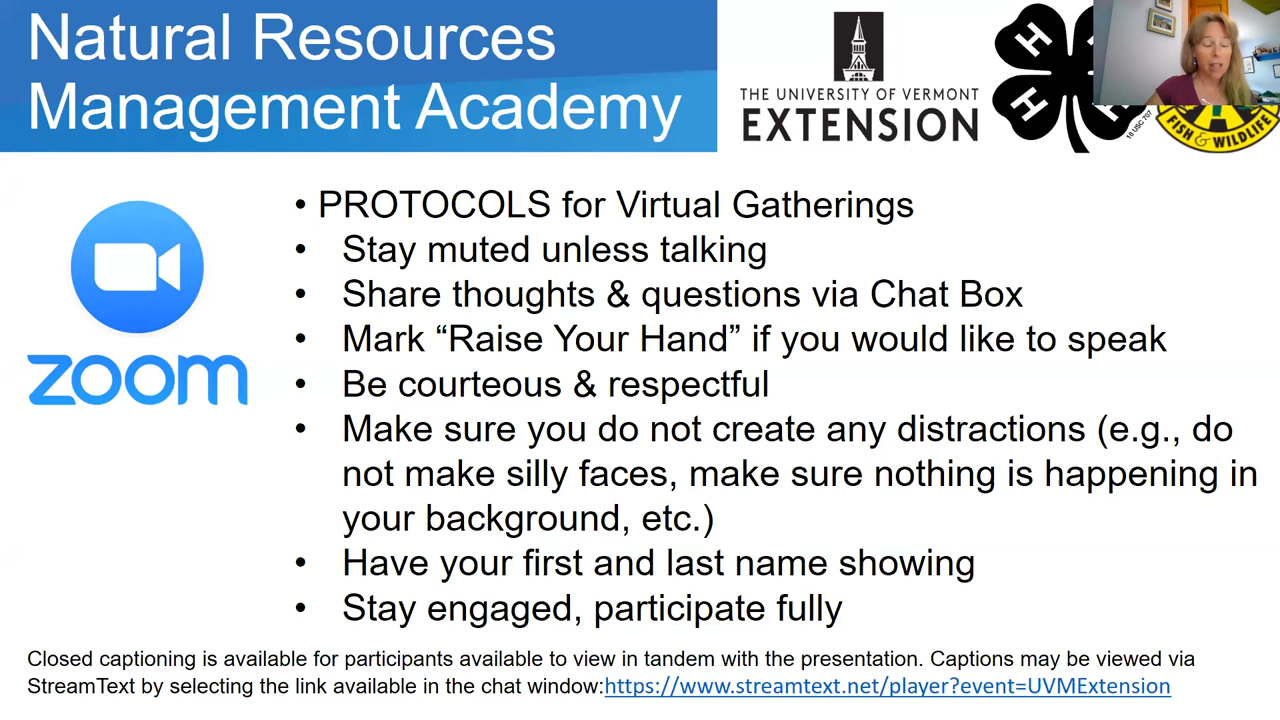 Natural Resources
Management Academy
THE UNIVERSITY OF VERMONT
EXTENSION
H
H
H
18 USC 707
FISH & WILDLIFE
zoom
• PROTOCOLS for Virtual Gatherings
• Stay muted unless talking
• Share thoughts & questions via Chat Box
• Mark “Raise Your Hand” if you would like to speak
• Be courteous & respectful
• Make sure you do not create any distractions (e.g., do
not make silly faces, make sure nothing is happening in
your background, etc.)
• Have your first and last name showing
• Stay engaged, participate fully
Closed captioning is available for participants available to view in tandem with the presentation. Captions may be viewed via
StreamText by selecting the link available in the chat window:https://www.streamtext.net/player?event=UVMExtension